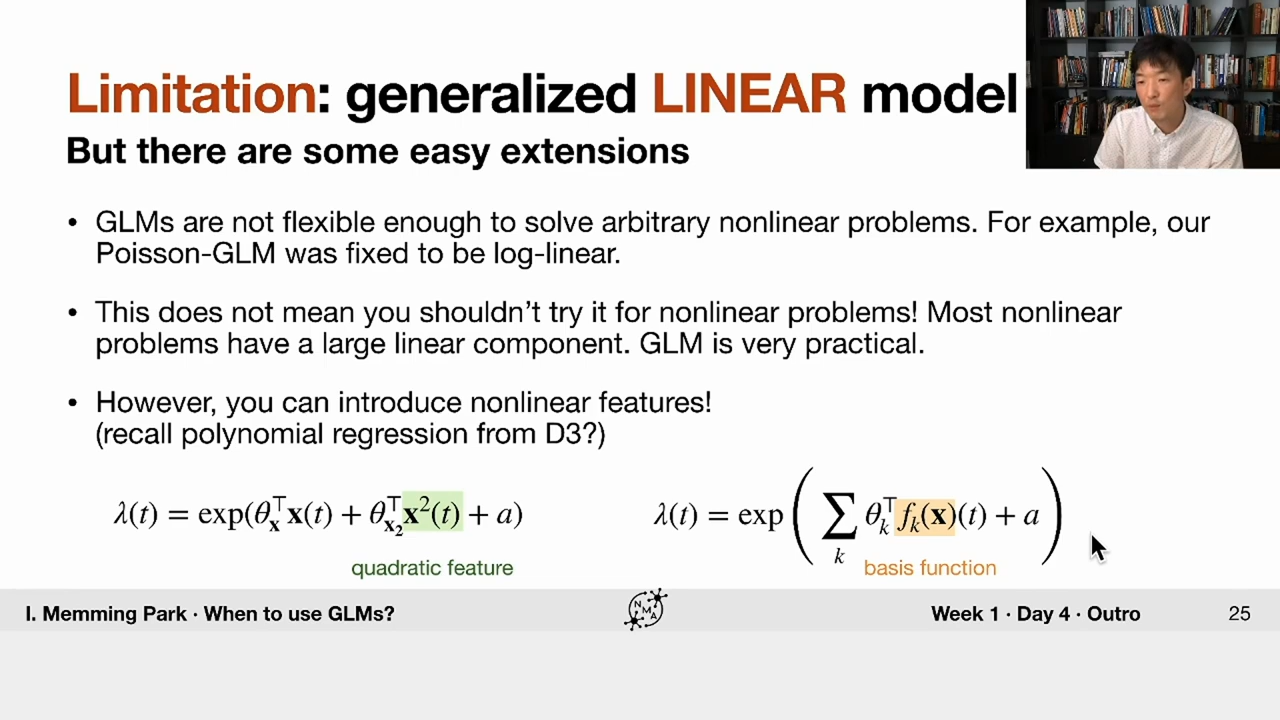 Limitation: generalized LINEAR model
But there are some easy extensions
• GLMs are not flexible enough to solve arbitrary nonlinear problems. For example, our
Poisson-GLM was fixed to be log-linear.
• This does not mean you shouldn't try it for nonlinear problems! Most nonlinear
problems have a large linear component. GLM is very practical.
• However, you can introduce nonlinear features!
(recall polynomial regression from D3?)
λ(t) = exp(θ_x^⊤ x(t) + θ_{x_2}^⊤ x²(t) + a)
quadratic feature
λ(t) = exp(∑_k θ_k^⊤ f_k(x)(t) + a)
basis function
I. Memming Park · When to use GLMs?
NMA
Week 1 · Day 4 · Outro
25